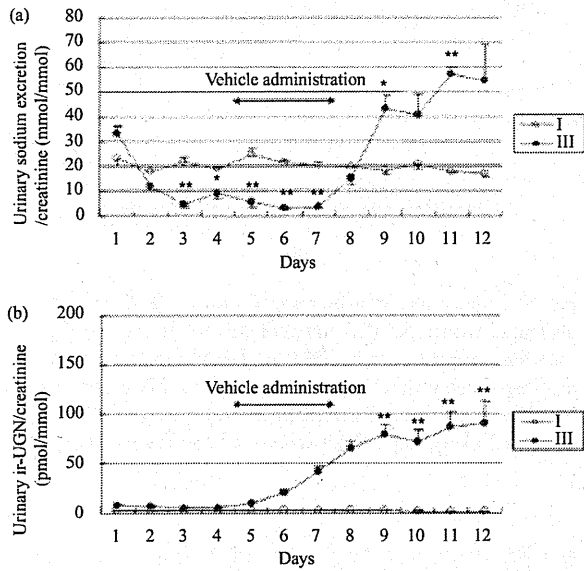 (a)
Urinary sodium excretion
/creatinine (mmol/mmol)
80
70
60
50
40
30
20
10
0
Vehicle administration
**
*
**
**
**
*
**
I
III
1 2 3 4 5 6 7 8 9 10 11 12
Days
(b)
Urinary ir-UGN/creatinine
(pmol/mmol)
200
150
100
50
0
Vehicle administration
**
**
**
**
I
III
1 2 3 4 5 6 7 8 9 10 11 12
Days